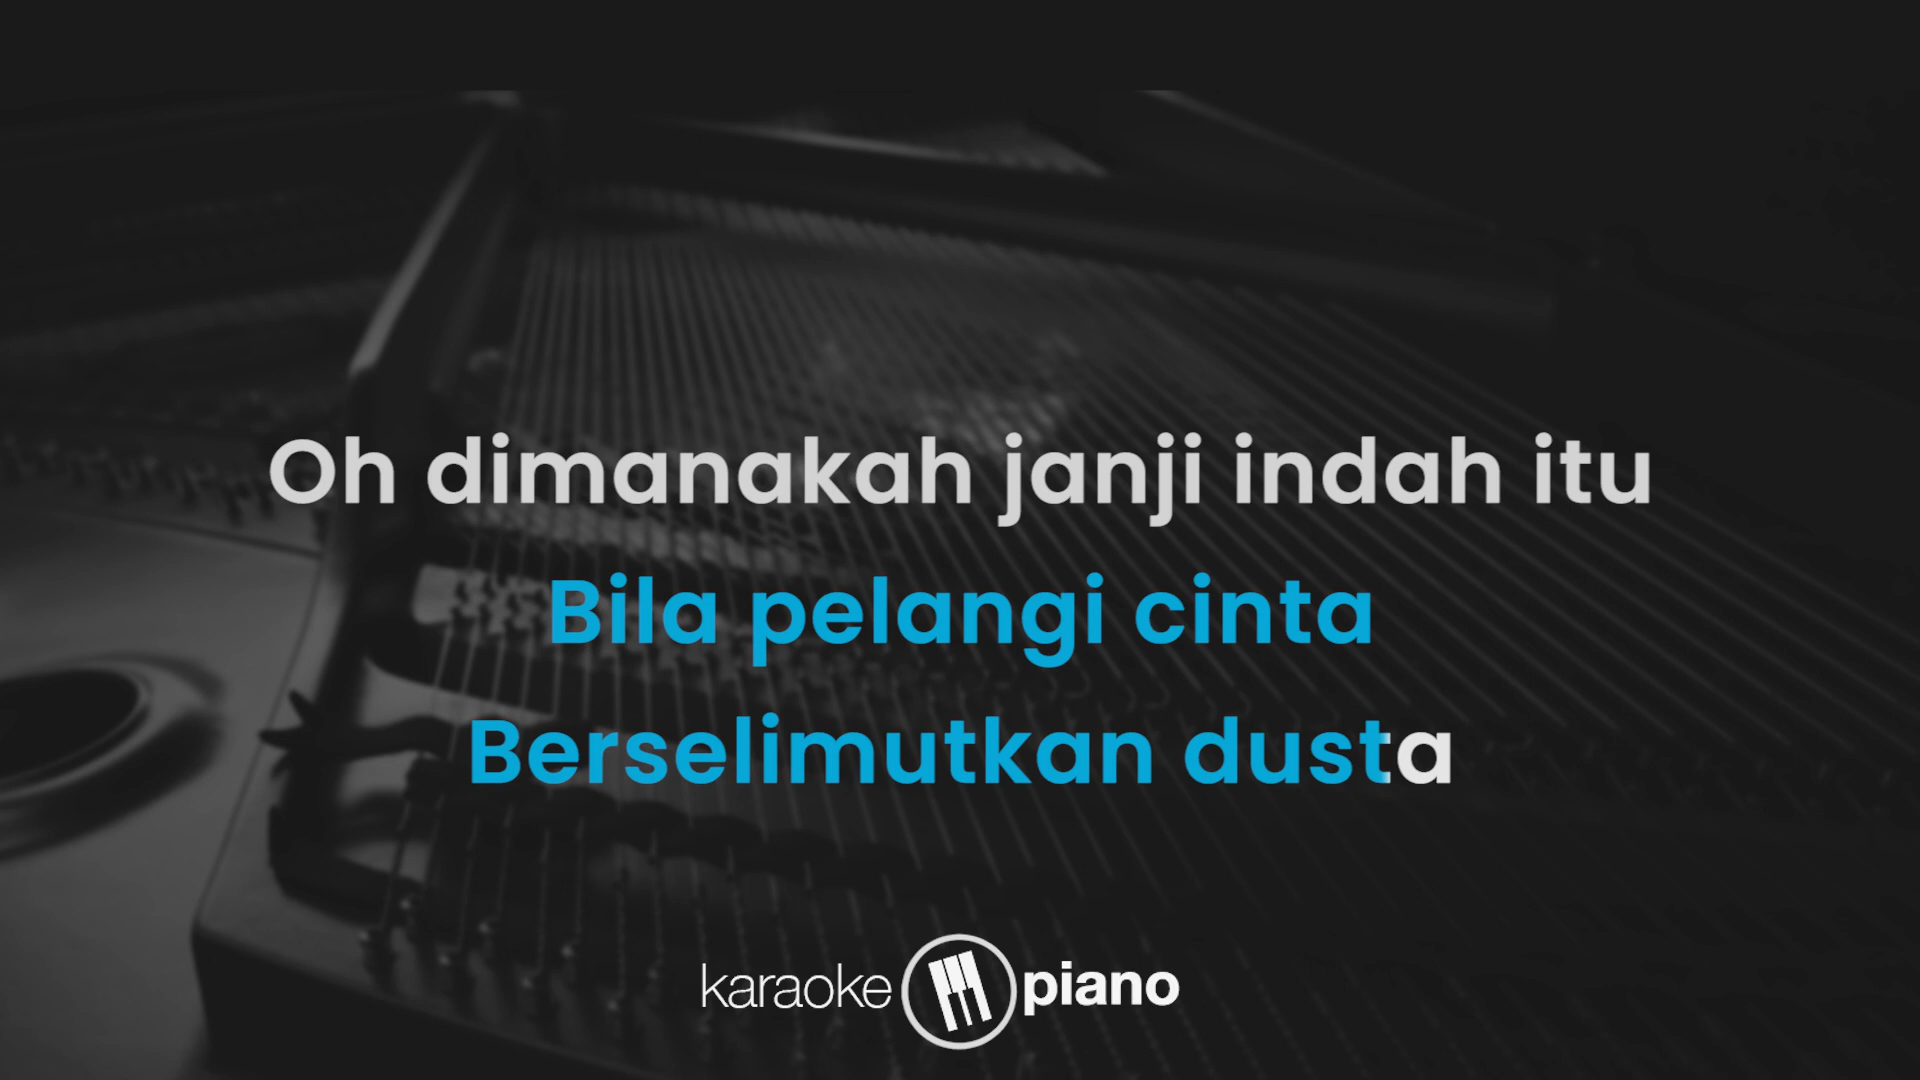 Oh dimanakah janji indah itu
Bila pelangi cinta
Berselimutkan dusta
karaoke piano